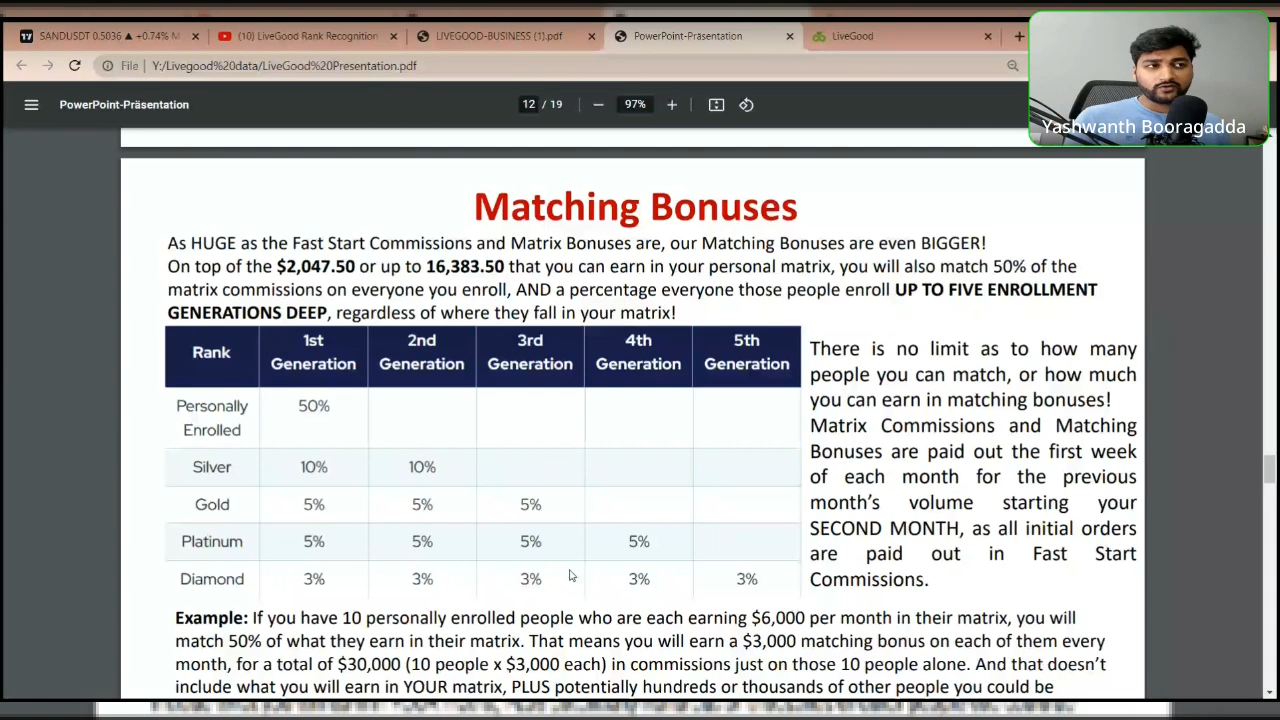 SANDUSDT 0.5036 ▲ +0.74%
(10) LiveGood Rank Recognition
LIVEGOOD-BUSINESS (1).pdf
PowerPoint-Präsentation
LiveGood
File
Y:/Livegood%20data/LiveGood%20Presentation.pdf
PowerPoint-Präsentation
12 / 19
97%
Yashwanth Booragadda
Matching Bonuses
As HUGE as the Fast Start Commissions and Matrix Bonuses are, our Matching Bonuses are even BIGGER!
On top of the $2,047.50 or up to 16,383.50 that you can earn in your personal matrix, you will also match 50% of the
matrix commissions on everyone you enroll, AND a percentage everyone those people enroll UP TO FIVE ENROLLMENT
GENERATIONS DEEP, regardless of where they fall in your matrix!
Rank 1st Generation 2nd Generation 3rd Generation 4th Generation 5th Generation
Personally Enrolled 50%
Silver 10% 10%
Gold 5% 5% 5%
Platinum 5% 5% 5% 5%
Diamond 3% 3% 3% 3% 3%
There is no limit as to how many
people you can match, or how much
you can earn in matching bonuses!
Matrix Commissions and Matching
Bonuses are paid out the first week
of each month for the previous
month's volume starting your
SECOND MONTH, as all initial orders
are paid out in Fast Start
Commissions.
Example: If you have 10 personally enrolled people who are each earning $6,000 per month in their matrix, you will
match 50% of what they earn in their matrix. That means you will earn a $3,000 matching bonus on each of them every
month, for a total of $30,000 (10 people x $3,000 each) in commissions just on those 10 people alone. And that doesn't
include what you will earn in YOUR matrix, PLUS potentially hundreds or thousands of other people you could be